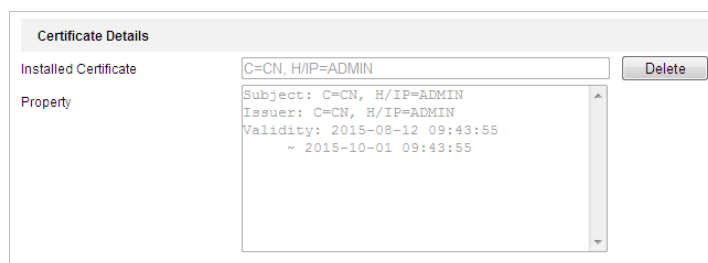 Certificate Details
Installed Certificate C=CN, H/IP=ADMIN Delete
Property
Subject: C=CN, H/IP=ADMIN
Issuer: C=CN, H/IP=ADMIN
Validity: 2015-08-12 09:43:55
~ 2015-10-01 09:43:55